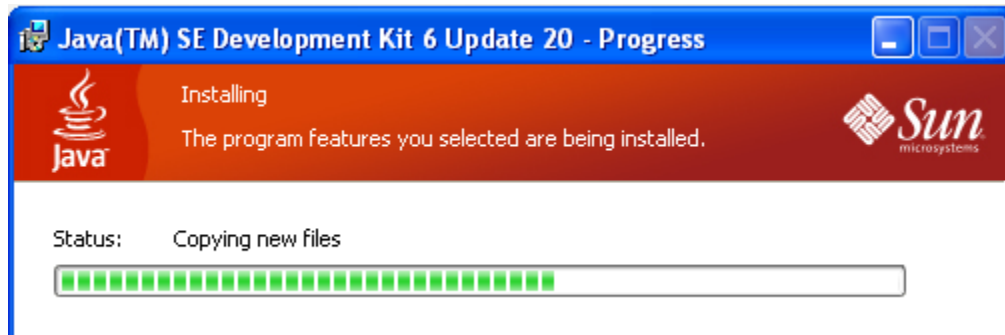 Java(TM) SE Development Kit 6 Update 20 - Progress
Installing
The program features you selected are being installed.
Java
Sun
microsystems
Status: Copying new files